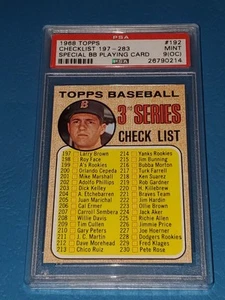 PSA
1968 TOPPS #192
CHECKLIST 197-283 MINT
SPECIAL BB PLAYING CARD 9(OC)
PSA 26790214
TOPPS BASEBALL
3rd SERIES
CHECK LIST
197 Larry Brown 214 Yanks Rookies
198 Roy Face 215 Jim Bunning
199 A's Rookies 216 Bubba Morton
200 Orlando Cepeda 217 Turk Farrell
201 Mike Marshall 218 Ken Suarez
202 Adolfo Phillips 219 Rob Gardner
203 Dick Kelley 220 H. Killebrew
204 A. Etchebarren 221 Braves Team
205 Juan Marichal 222 Jim Hardin
206 Cal Ermer 223 Ollie Brown
207 Carroll Sembera 224 Jack Aker
208 Willie Davis 225 Richie Allen
209 Tim Cullen 226 Jimmie Price
210 Gary Peters 227 Joe Hoerner
211 J. C. Martin 228 Dodgers Rookies
212 Dave Morehead 229 Fred Klages
213 Chico Ruiz 230 Pete Rose